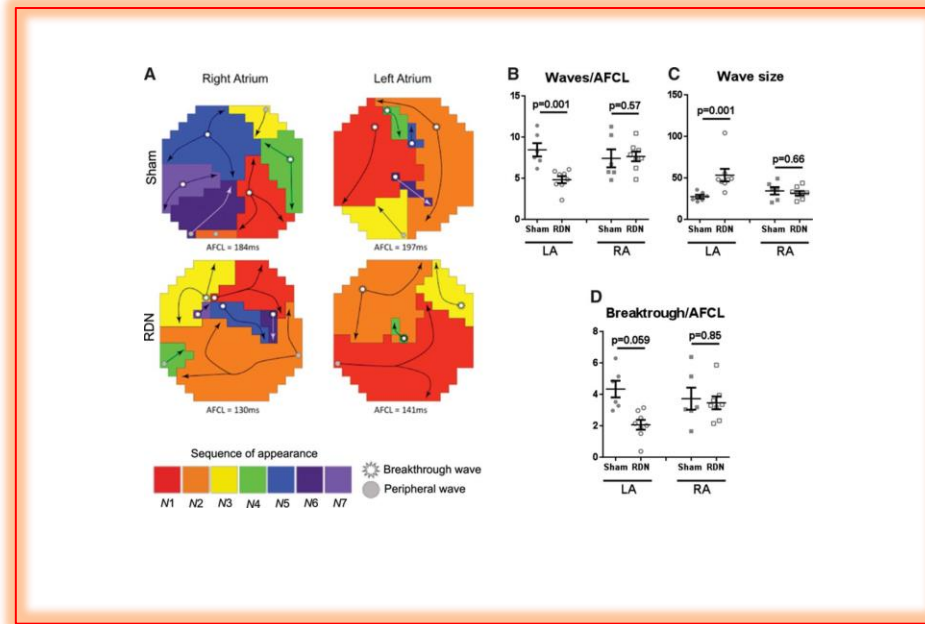 A
Right Atrium
Left Atrium
Sham
AFCL = 184ms
AFCL = 197ms
RDN
AFCL = 130ms
AFCL = 141ms
Sequence of appearance
N1 N2 N3 N4 N5 N6 N7
Breakthrough wave
Peripheral wave
B
Waves/AFCL
p=0.001
p=0.57
15
10
5
0
Sham RDN
Sham RDN
LA
RA
C
Wave size
p=0.001
p=0.66
150
100
50
0
Sham RDN
Sham RDN
LA
RA
D
Breaktrough/AFCL
p=0.059
p=0.85
8
6
4
2
0
Sham RDN
Sham RDN
LA
RA